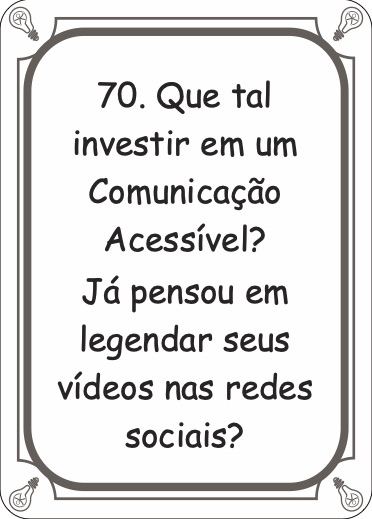 70. Que tal
investir em um
Comunicação
Acessível?
Já pensou em
legendar seus
vídeos nas redes
sociais?